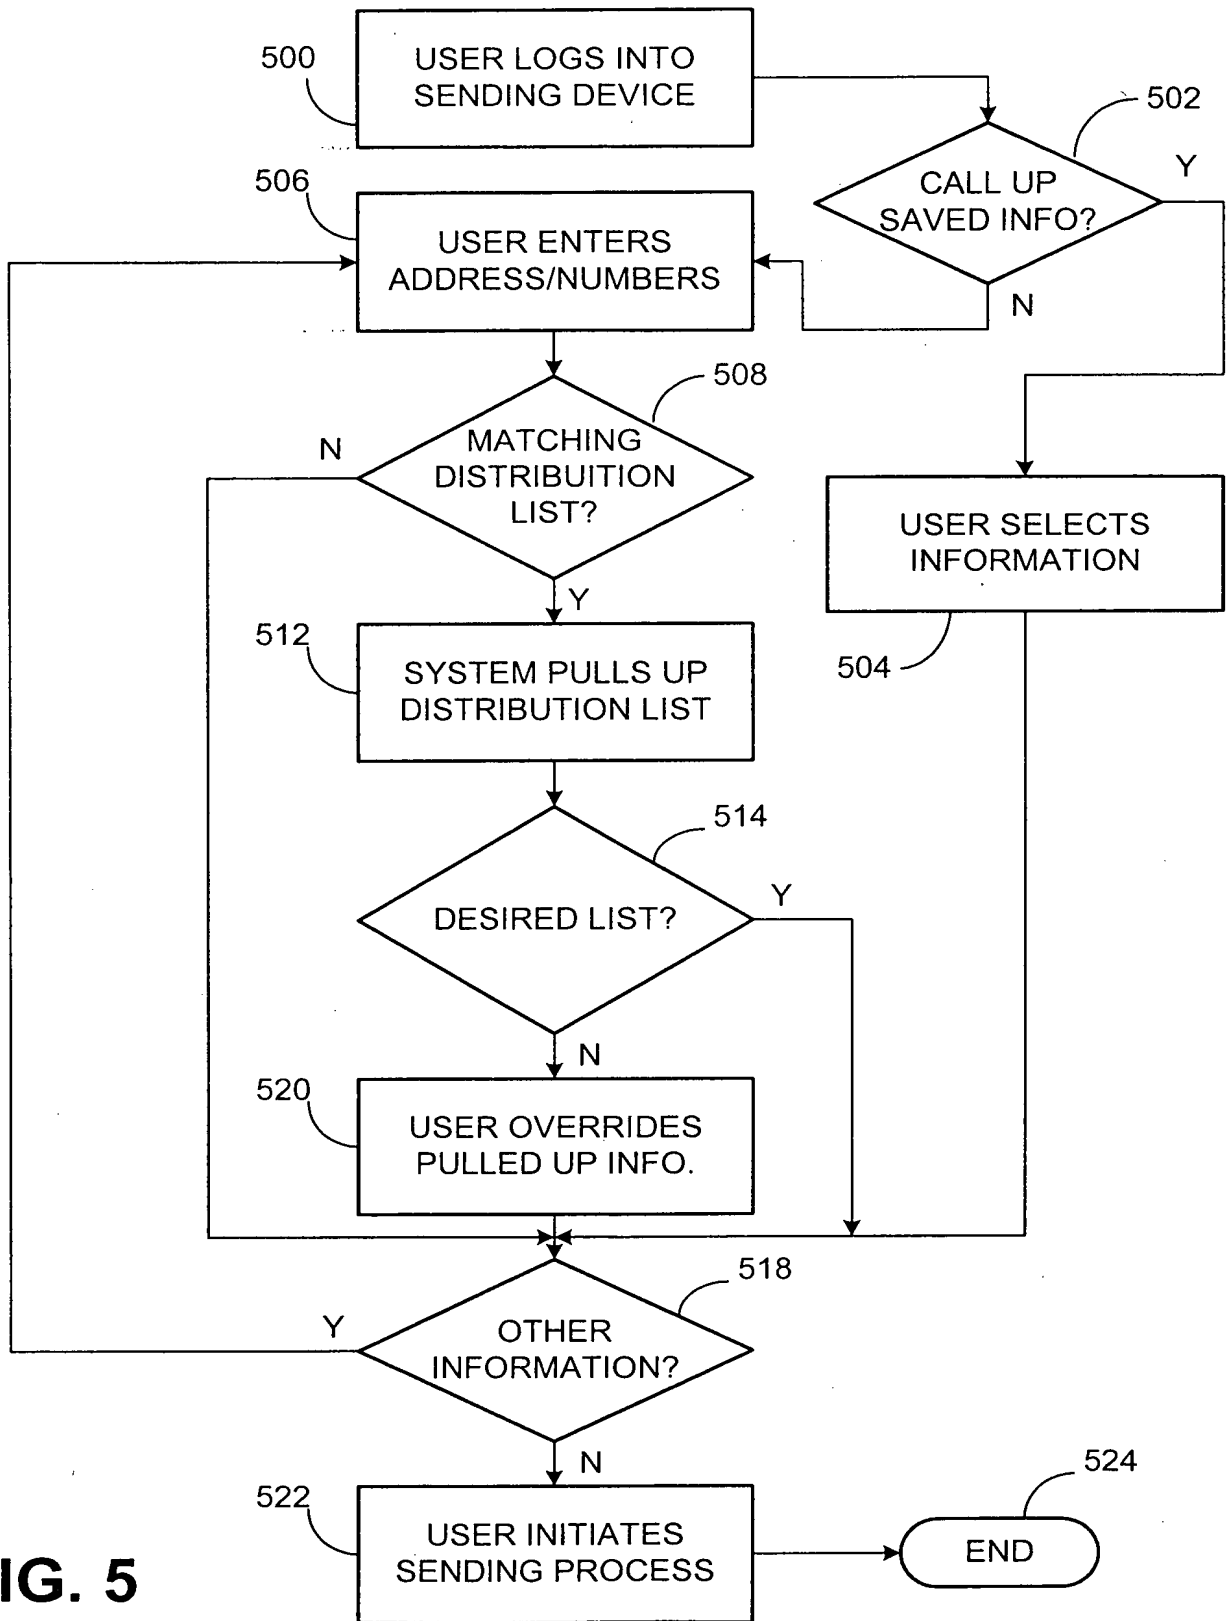 500
USER LOGS INTO
SENDING DEVICE
502
CALL UP
SAVED INFO?
Y
N
506
USER ENTERS
ADDRESS/NUMBERS
508
MATCHING
DISTRIBUITION
LIST?
N
Y
USER SELECTS
INFORMATION
504
512
SYSTEM PULLS UP
DISTRIBUTION LIST
514
DESIRED LIST?
Y
N
520
USER OVERRIDES
PULLED UP INFO.
518
OTHER
INFORMATION?
Y
N
522
USER INITIATES
SENDING PROCESS
524
END
IG. 5